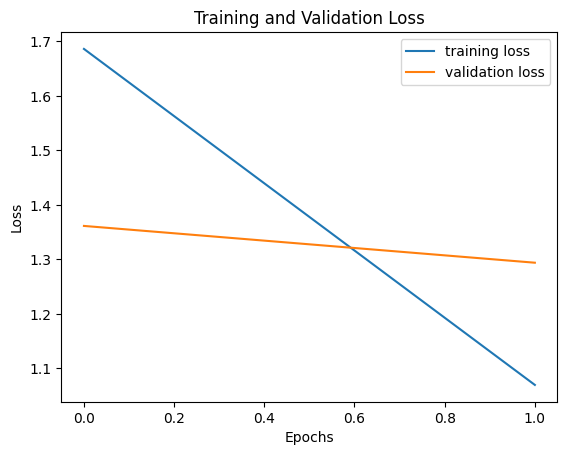 Training and Validation Loss
training loss
validation loss
Loss
1.7
1.6
1.5
1.4
1.3
1.2
1.1
0.0 0.2 0.4 0.6 0.8 1.0
Epochs